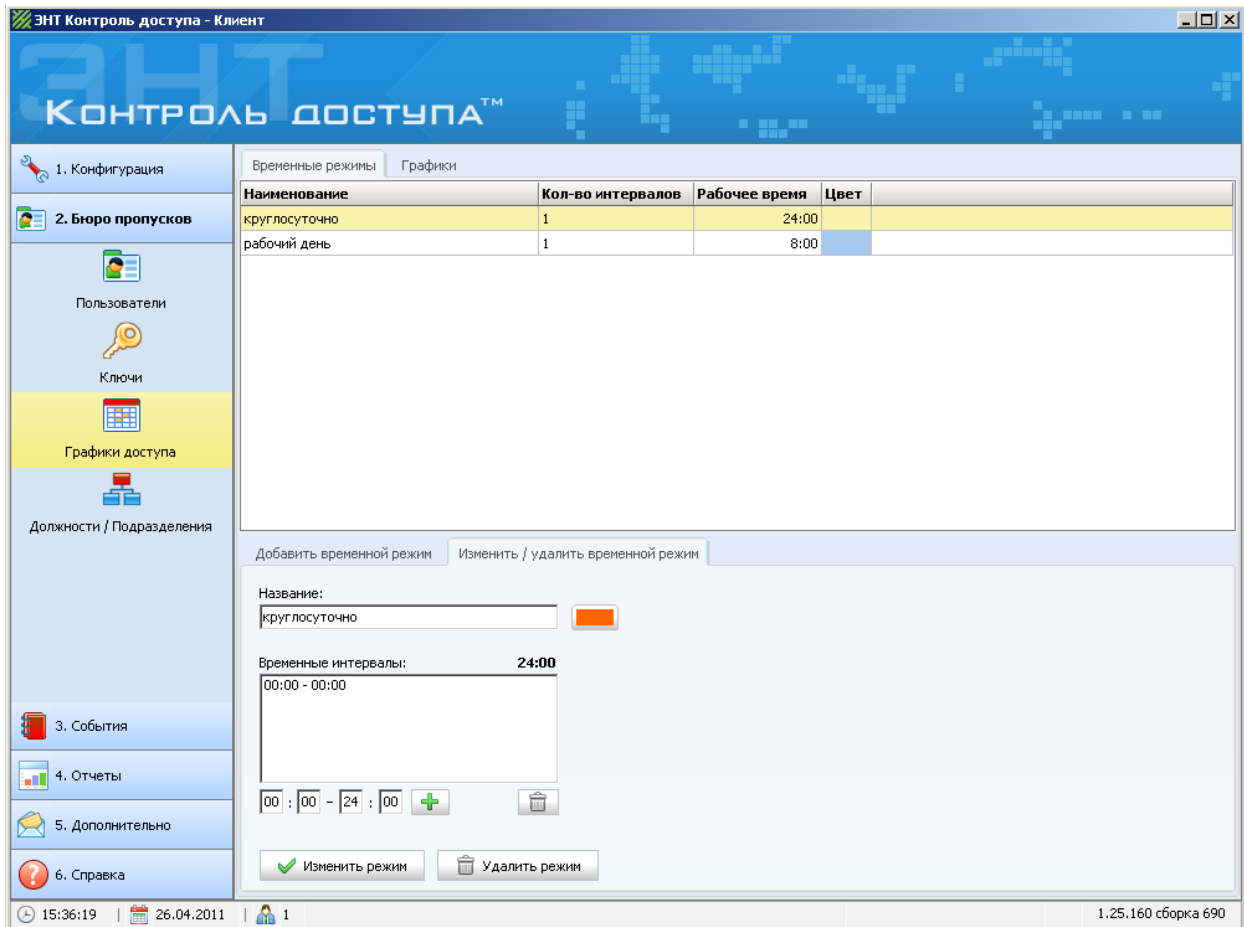 ЭНТ Контроль доступа - Клиент
ЭНТ
Контроль доступа™
1. Конфигурация
2. Бюро пропусков
Пользователи
Ключи
Графики доступа
Должности / Подразделения
3. События
4. Отчеты
5. Дополнительно
6. Справка
Временные режимы Графики
Наименование Кол-во интервалов Рабочее время Цвет
круглосуточно 1 24:00
рабочий день 1 8:00
Добавить временной режим Изменить / удалить временной режим
Название:
круглосуточно
Временные интервалы: 24:00
00:00 - 00:00
00 : 00 - 24 : 00
Изменить режим Удалить режим
15:36:19 | 26.04.2011 | 1 1.25.160 сборка 690